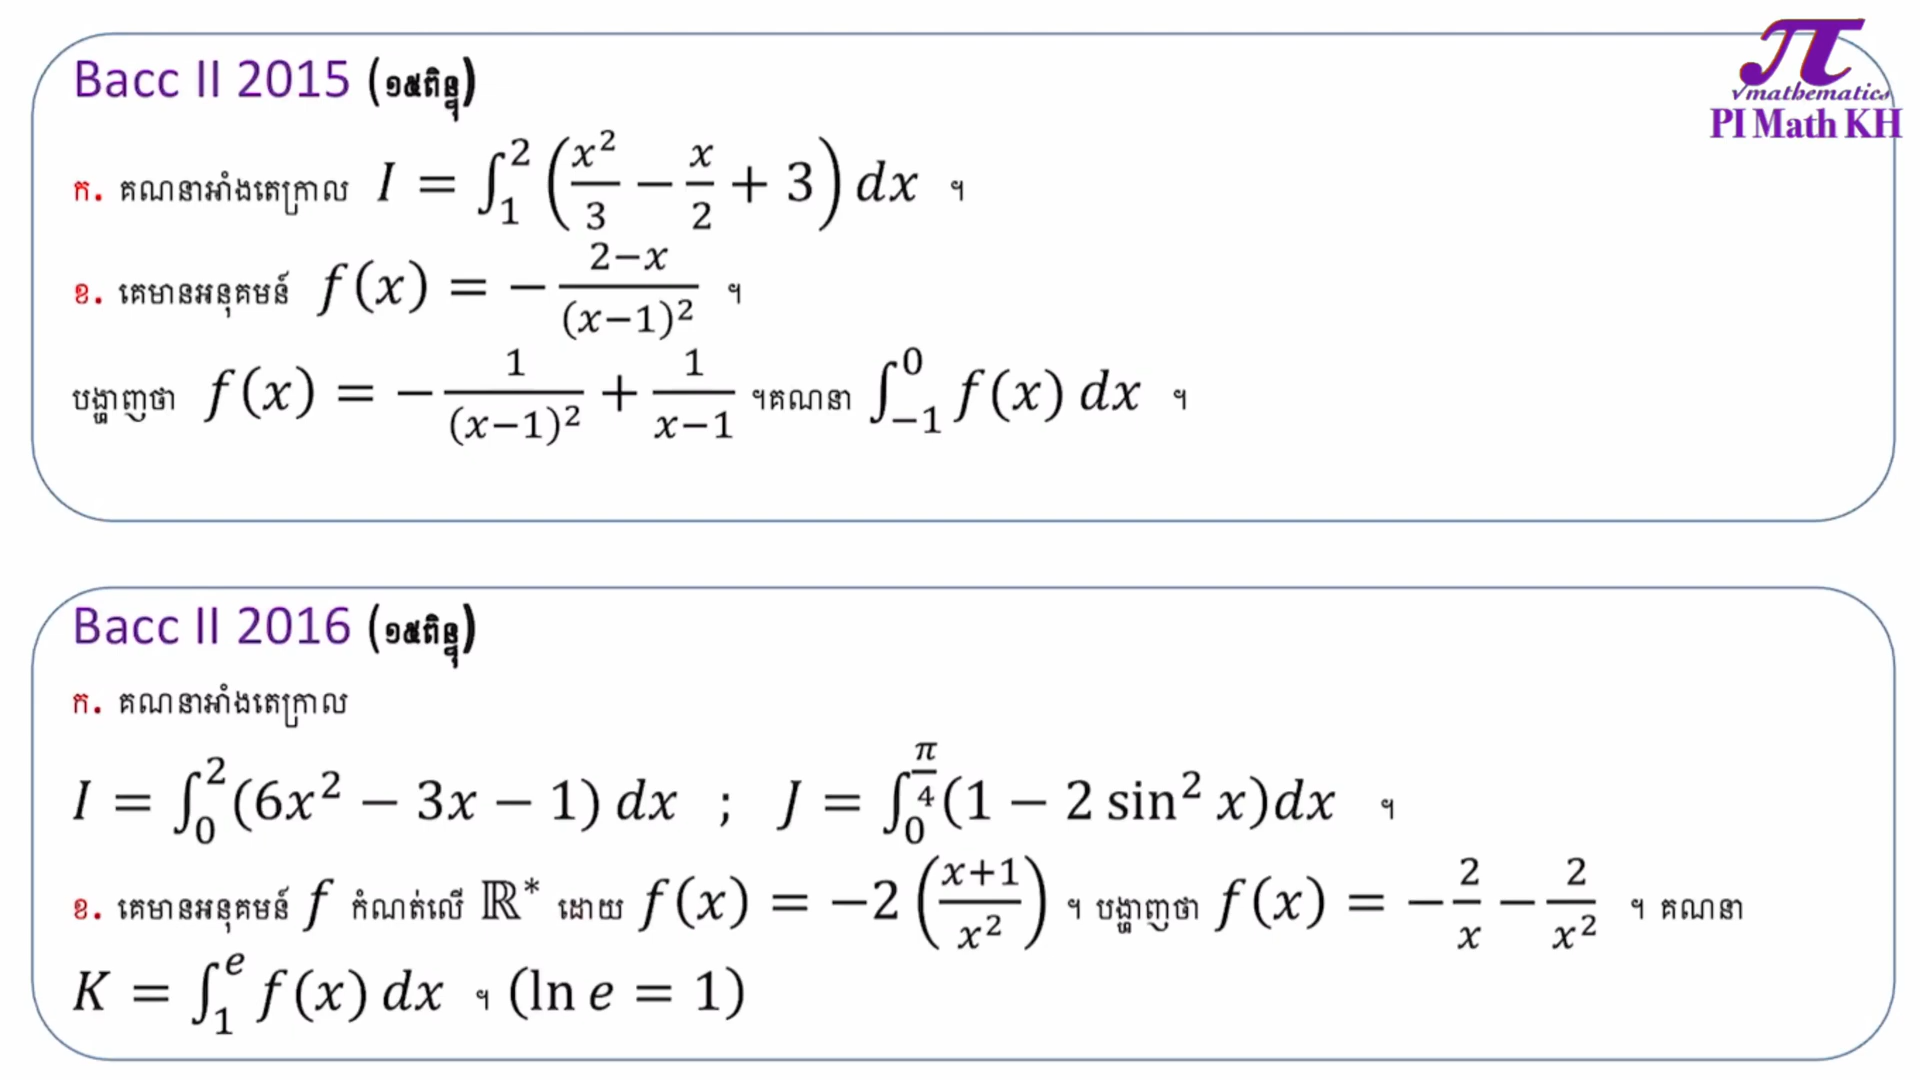 Bacc II 2015 (១៥ពិន្ទុ)
π
√mathematics
PI Math KH
ក. គណនាអាំងតេក្រាល I = ∫₁² (x²/3 − x/2 + 3) dx ។
ខ. គេមានអនុគមន៍ f(x) = − (2−x)/(x−1)² ។
បង្ហាញថា f(x) = − 1/(x−1)² + 1/(x−1) ។គណនា ∫₋₁⁰ f(x) dx ។
Bacc II 2016 (១៥ពិន្ទុ)
ក. គណនាអាំងតេក្រាល
I = ∫₀² (6x² − 3x − 1) dx ; J = ∫₀^(π/4) (1 − 2 sin² x)dx ។
ខ. គេមានអនុគមន៍ f កំណត់លើ ℝ* ដោយ f(x) = −2 ((x+1)/x²) ។ បង្ហាញថា f(x) = − 2/x − 2/x² ។ គណនា
K = ∫₁ᵉ f(x) dx ។ (ln e = 1)